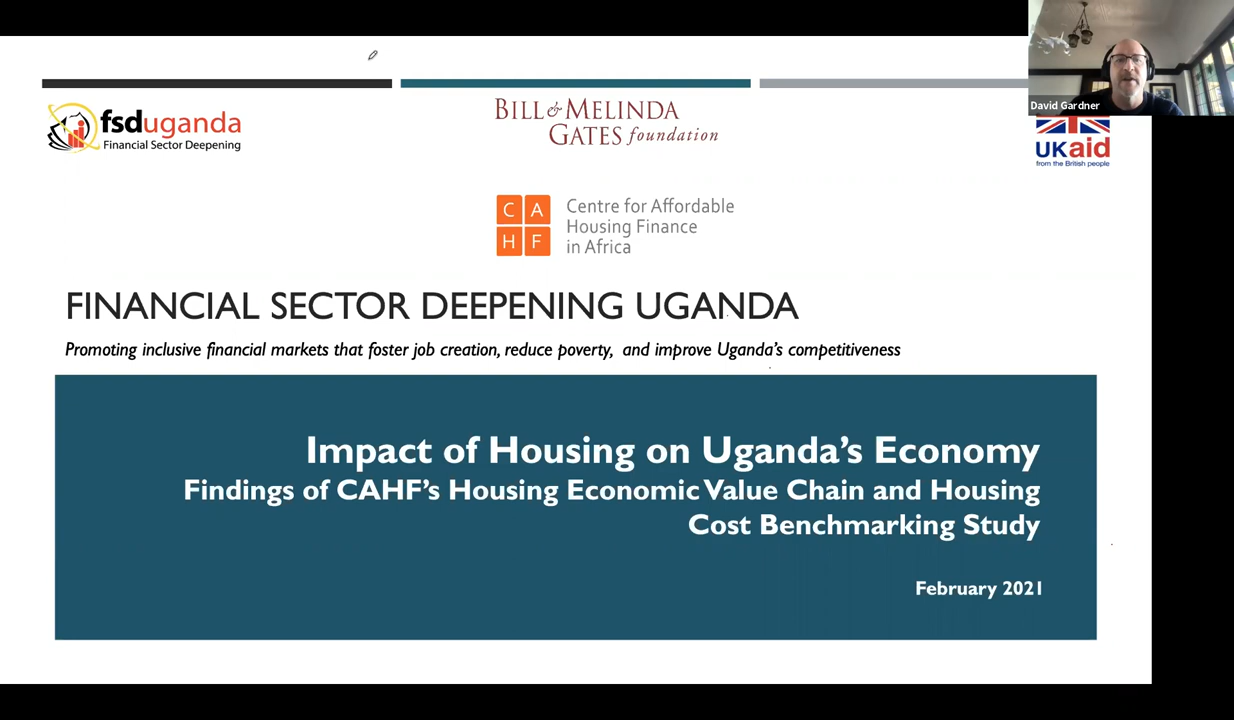 David Gardner
fsduganda
Financial Sector Deepening
BILL & MELINDA
GATES foundation
UKaid
from the British people
C A
H F
Centre for Affordable
Housing Finance
in Africa
FINANCIAL SECTOR DEEPENING UGANDA
Promoting inclusive financial markets that foster job creation, reduce poverty, and improve Uganda's competitiveness
Impact of Housing on Uganda's Economy
Findings of CAHF's Housing Economic Value Chain and Housing
Cost Benchmarking Study
February 2021